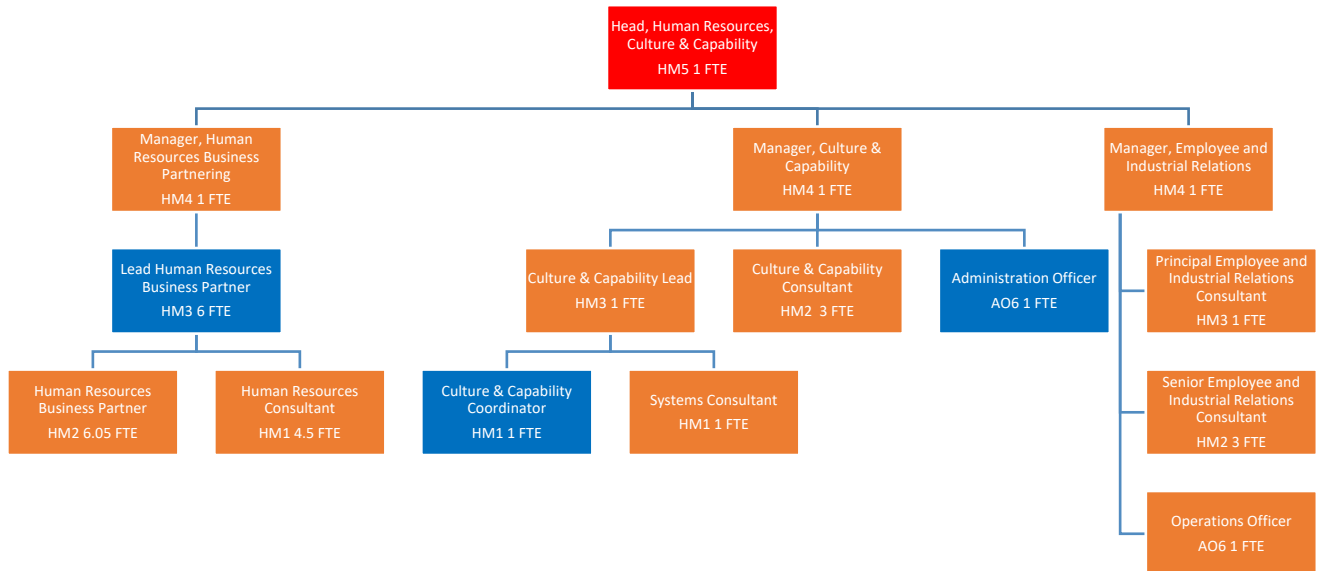 Head, Human Resources,
Culture & Capability
HM5 1 FTE
Manager, Human
Resources Business
Partnering
HM4 1 FTE
Manager, Culture &
Capability
HM4 1 FTE
Manager, Employee and
Industrial Relations
HM4 1 FTE
Lead Human Resources
Business Partner
HM3 6 FTE
Culture & Capability Lead
HM3 1 FTE
Culture & Capability
Consultant
HM2  3 FTE
Administration Officer
AO6 1 FTE
Principal Employee and
Industrial Relations
Consultant
HM3 1 FTE
Human Resources
Business Partner
HM2 6.05 FTE
Human Resources
Consultant
HM1 4.5 FTE
Culture & Capability
Coordinator
HM1 1 FTE
Systems Consultant
HM1 1 FTE
Senior Employee and
Industrial Relations
Consultant
HM2 3 FTE
Operations Officer
AO6 1 FTE